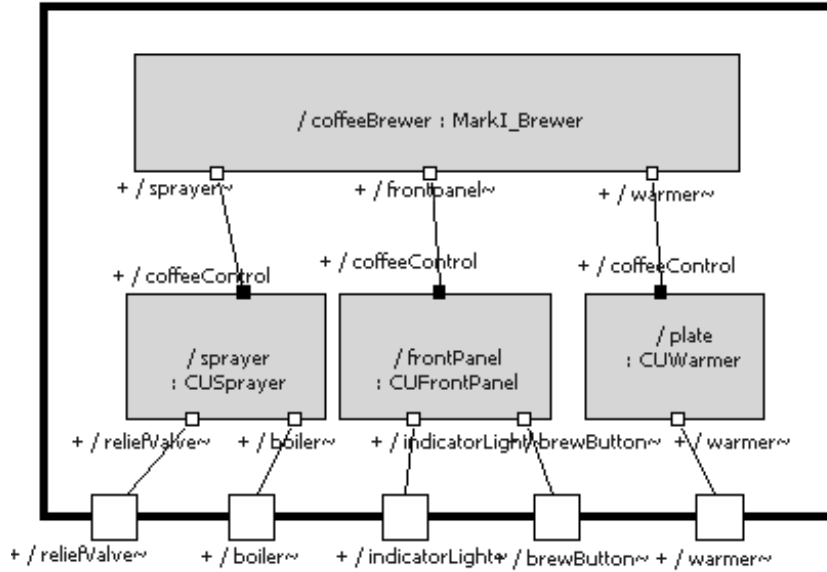 / coffeeBrewer : MarkI_Brewer
+ / sprayer~
+ / frontpanel~
+ / warmer~
+ / coffeeControl
+ / coffeeControl
+ / coffeeControl
/ sprayer
: CUSprayer
/ frontPanel
: CUFrontPanel
/ plate
: CUWarmer
+ / reliefValve~
+ / boiler~
+ / indicatorLight~
+ / brewButton~
+ / warmer~
+ / reliefValve~
+ / boiler~
+ / indicatorLight~
+ / brewButton~
+ / warmer~